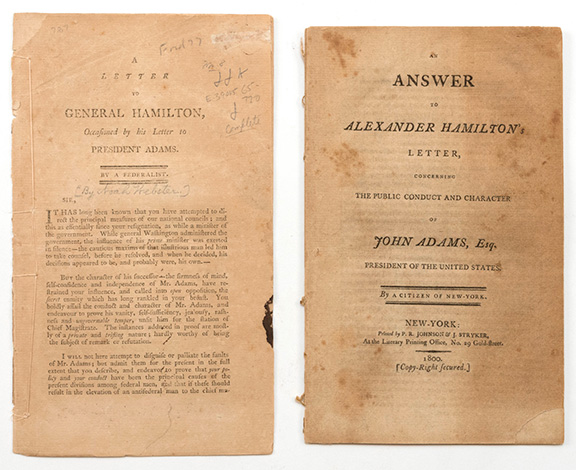 A
LETTER
TO
GENERAL HAMILTON,
Occasioned by his Letter to
PRESIDENT ADAMS.
BY A FEDERALIST.
[By Noah Webster]
SIR,
IT HAS long been known that you have attempted to di-
rect the principal measures of our national councils; and
this as essentially since your resignation, as while a minister of
the government. While general Washington administered the
government, the influence of his prime minister was exerted
in silence—the cautious maxims of that illustrious man led him
to take counsel, before he resolved, and when he decided, his
decisions appeared to be, and probably were, his own.—
BUT the character of his successor—the firmness of mind,
self-confidence and independence of Mr. Adams, have re-
strained your influence, and called into open opposition, the
secret enmity which has long rankled in your breast. You
boldly assail the conduct and character of Mr. Adams, and
endeavour to prove his vanity, self-sufficiency, jealousy, rash-
ness and ungovernable temper, unfit him for the station of
Chief Magistrate. The instances adduced in proof are most-
ly of a private and trifling nature; hardly worthy of being
the subject of remark or refutation.
I WILL not here attempt to disguise or palliate the faults
of Mr. Adams; but admit them for the present in the full
extent that you describe, and endeavor to prove that your po-
licy and your conduct have been the principal causes of the
present divisions among federal men, and that if these should
result in the elevation of an antifederal man to the chief ma-
Ford 77
Complete
AN
ANSWER
TO
ALEXANDER HAMILTON's
LETTER,
CONCERNING
THE PUBLIC CONDUCT AND CHARACTER
OF
JOHN ADAMS, Esq.
PRESIDENT OF THE UNITED STATES.
By A CITIZEN OF NEW-YORK.
NEW-YORK:
Printed by P. R. JOHNSON & J. STRYKER,
At the Literary Printing Office, No. 29 Gold-street.
1800.
[Copy-Right secured.]